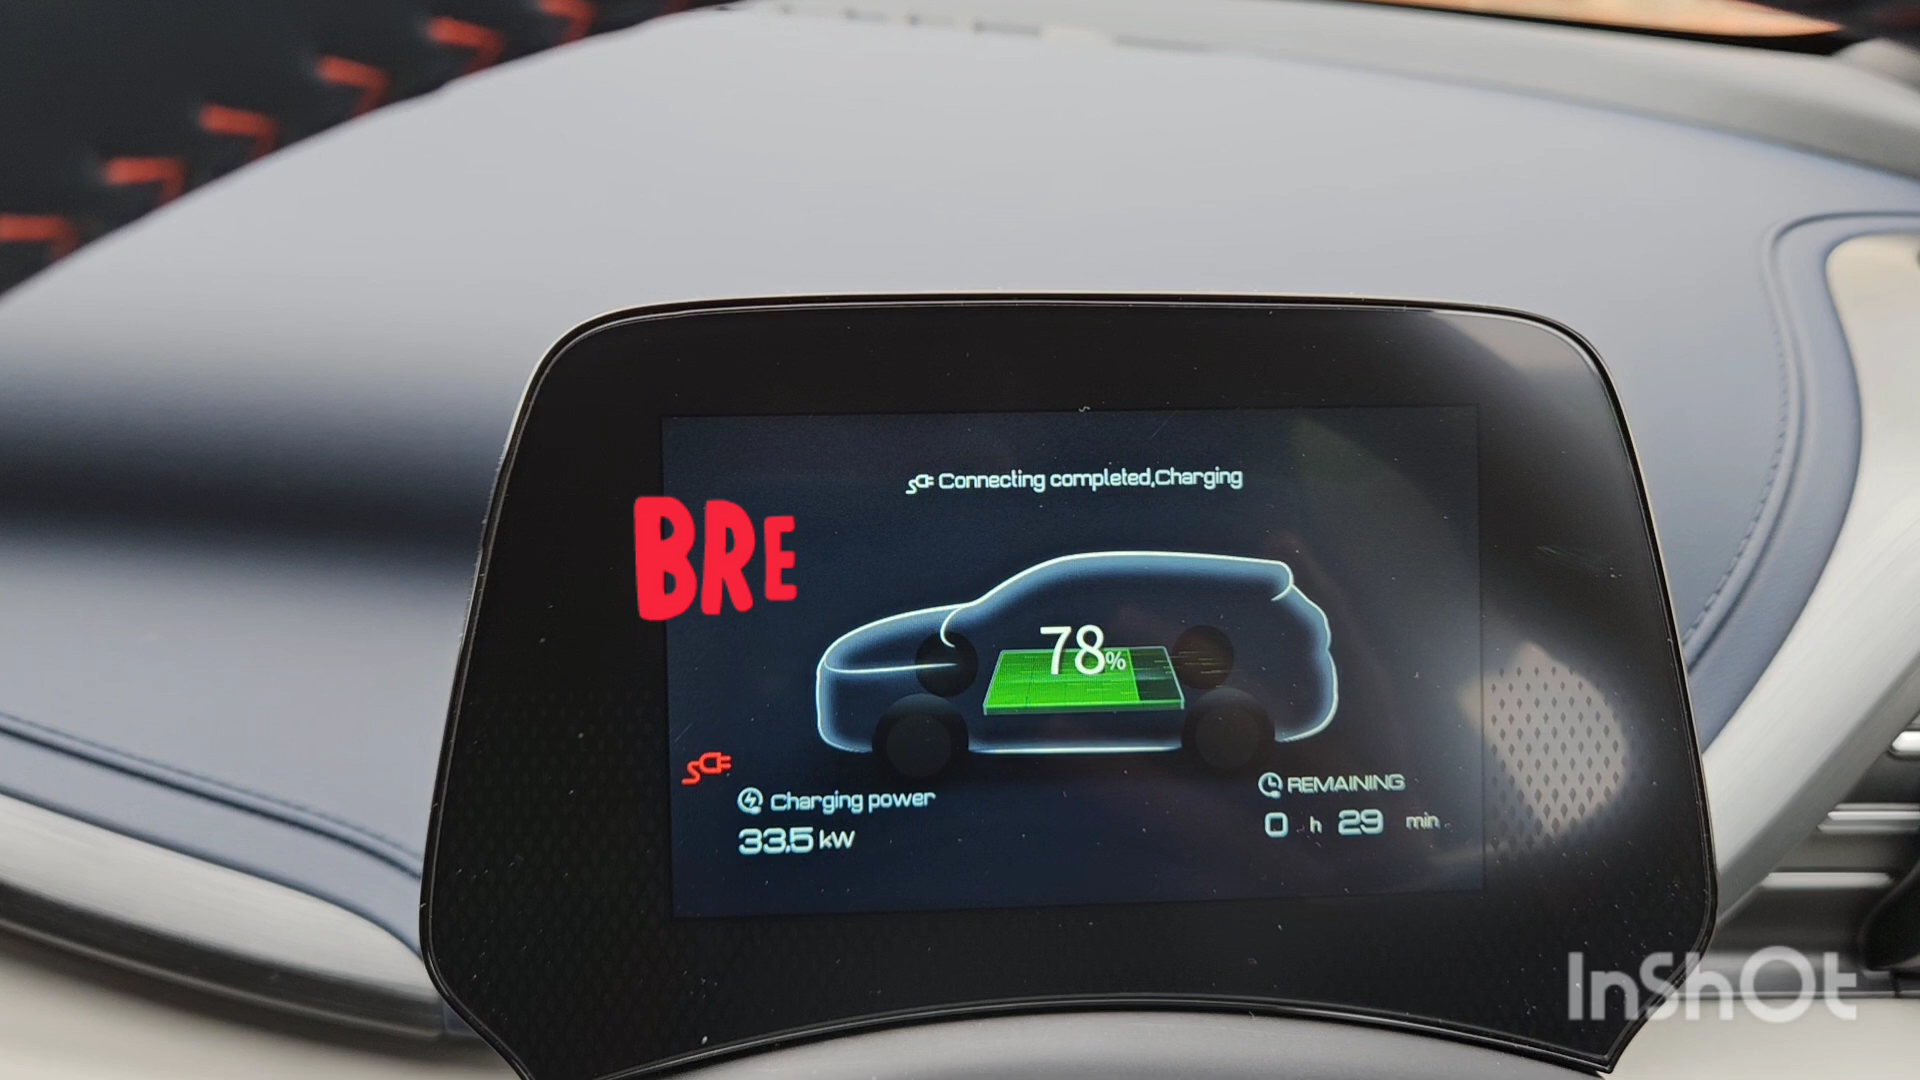 Connecting completed,Charging
BRE
78%
Charging power
33.5 kW
REMAINING
0 h 29 min
InShOt